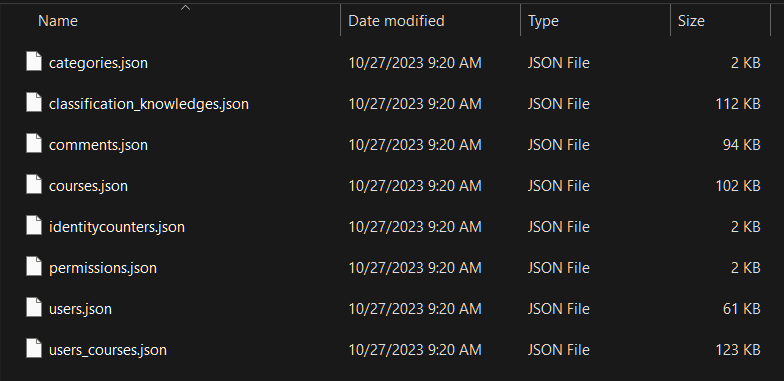 Name Date modified Type Size
categories.json 10/27/2023 9:20 AM JSON File 2 KB
classification_knowledges.json 10/27/2023 9:20 AM JSON File 112 KB
comments.json 10/27/2023 9:20 AM JSON File 94 KB
courses.json 10/27/2023 9:20 AM JSON File 102 KB
identitycounters.json 10/27/2023 9:20 AM JSON File 2 KB
permissions.json 10/27/2023 9:20 AM JSON File 2 KB
users.json 10/27/2023 9:20 AM JSON File 61 KB
users_courses.json 10/27/2023 9:20 AM JSON File 123 KB